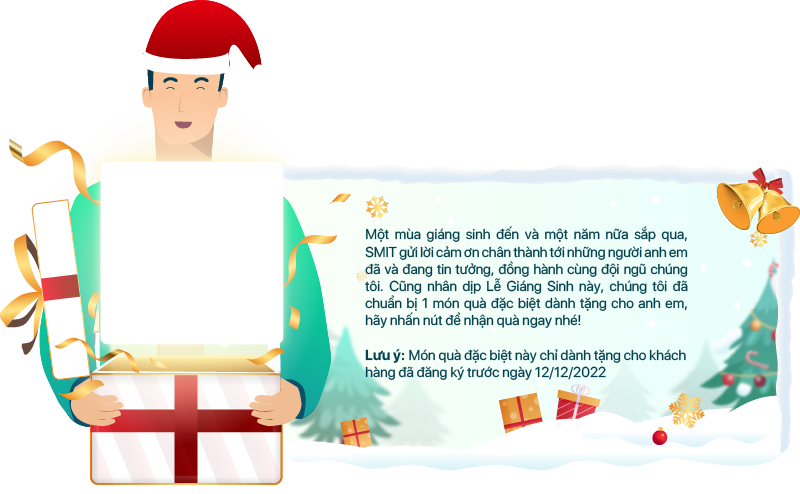 Một mùa giáng sinh đến và một năm nữa sắp qua,
SMIT gửi lời cảm ơn chân thành tới những người anh em
đã và đang tin tưởng, đồng hành cùng đội ngũ chúng
tôi. Cũng nhân dịp Lễ Giáng Sinh này, chúng tôi đã
chuẩn bị 1 món quà đặc biệt dành tặng cho anh em,
hãy nhấn nút để nhận quà ngay nhé!
Lưu ý: Món quà đặc biệt này chỉ dành tặng cho khách
hàng đã đăng ký trước ngày 12/12/2022